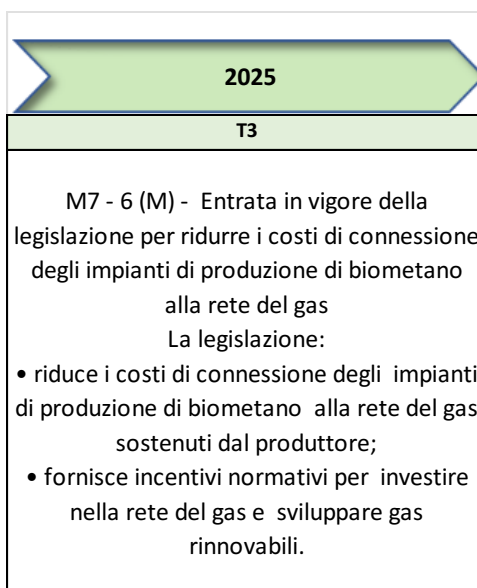 2025
T3
M7 - 6 (M) - Entrata in vigore della
legislazione per ridurre i costi di connessione
degli impianti di produzione di biometano
alla rete del gas
La legislazione:
• riduce i costi di connessione degli impianti
di produzione di biometano alla rete del gas
sostenuti dal produttore;
• fornisce incentivi normativi per investire
nella rete del gas e sviluppare gas
rinnovabili.